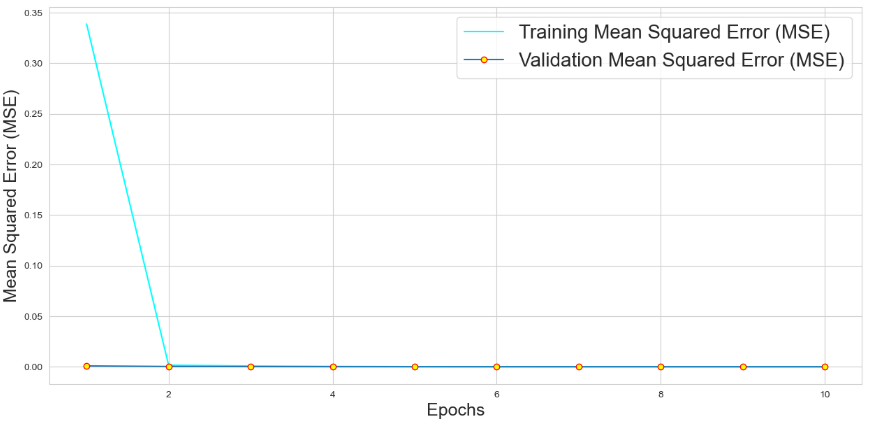 Training Mean Squared Error (MSE)
Validation Mean Squared Error (MSE)
Mean Squared Error (MSE)
0.35
0.30
0.25
0.20
0.15
0.10
0.05
0.00
2 4 6 8 10
Epochs